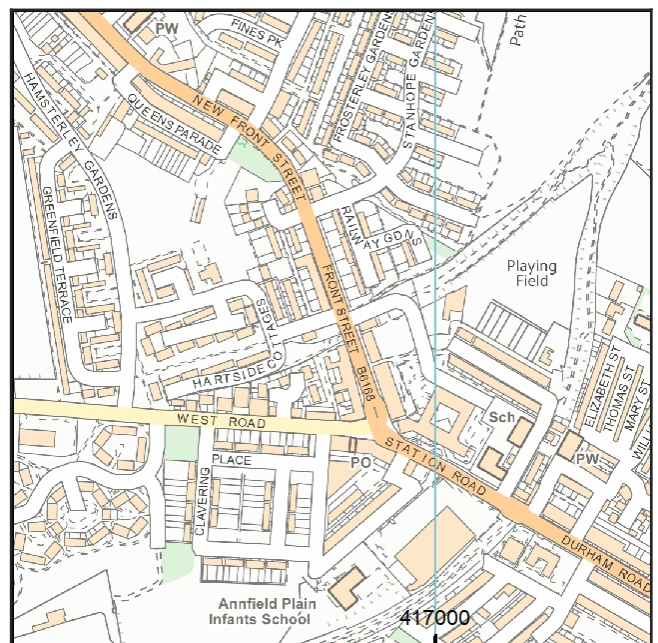 PW
FINES PK
Path
HAMSTERLEY GARDENS
QUEENS PARADE
NEW FRONT STREET
FROSTERLEY GARDENS
STANHOPE GARDENS
GREENFIELD TERRACE
RAILWAY GDNS
Playing
Field
FRONT STREET B6168
HARTSIDE COTTAGES
WEST ROAD
Sch
ELIZABETH ST
THOMAS ST
MARY ST
WILL
PW
STATION ROAD
PO
CLAVERING
PLACE
DURHAM ROAD
Annfield Plain
Infants School
417000